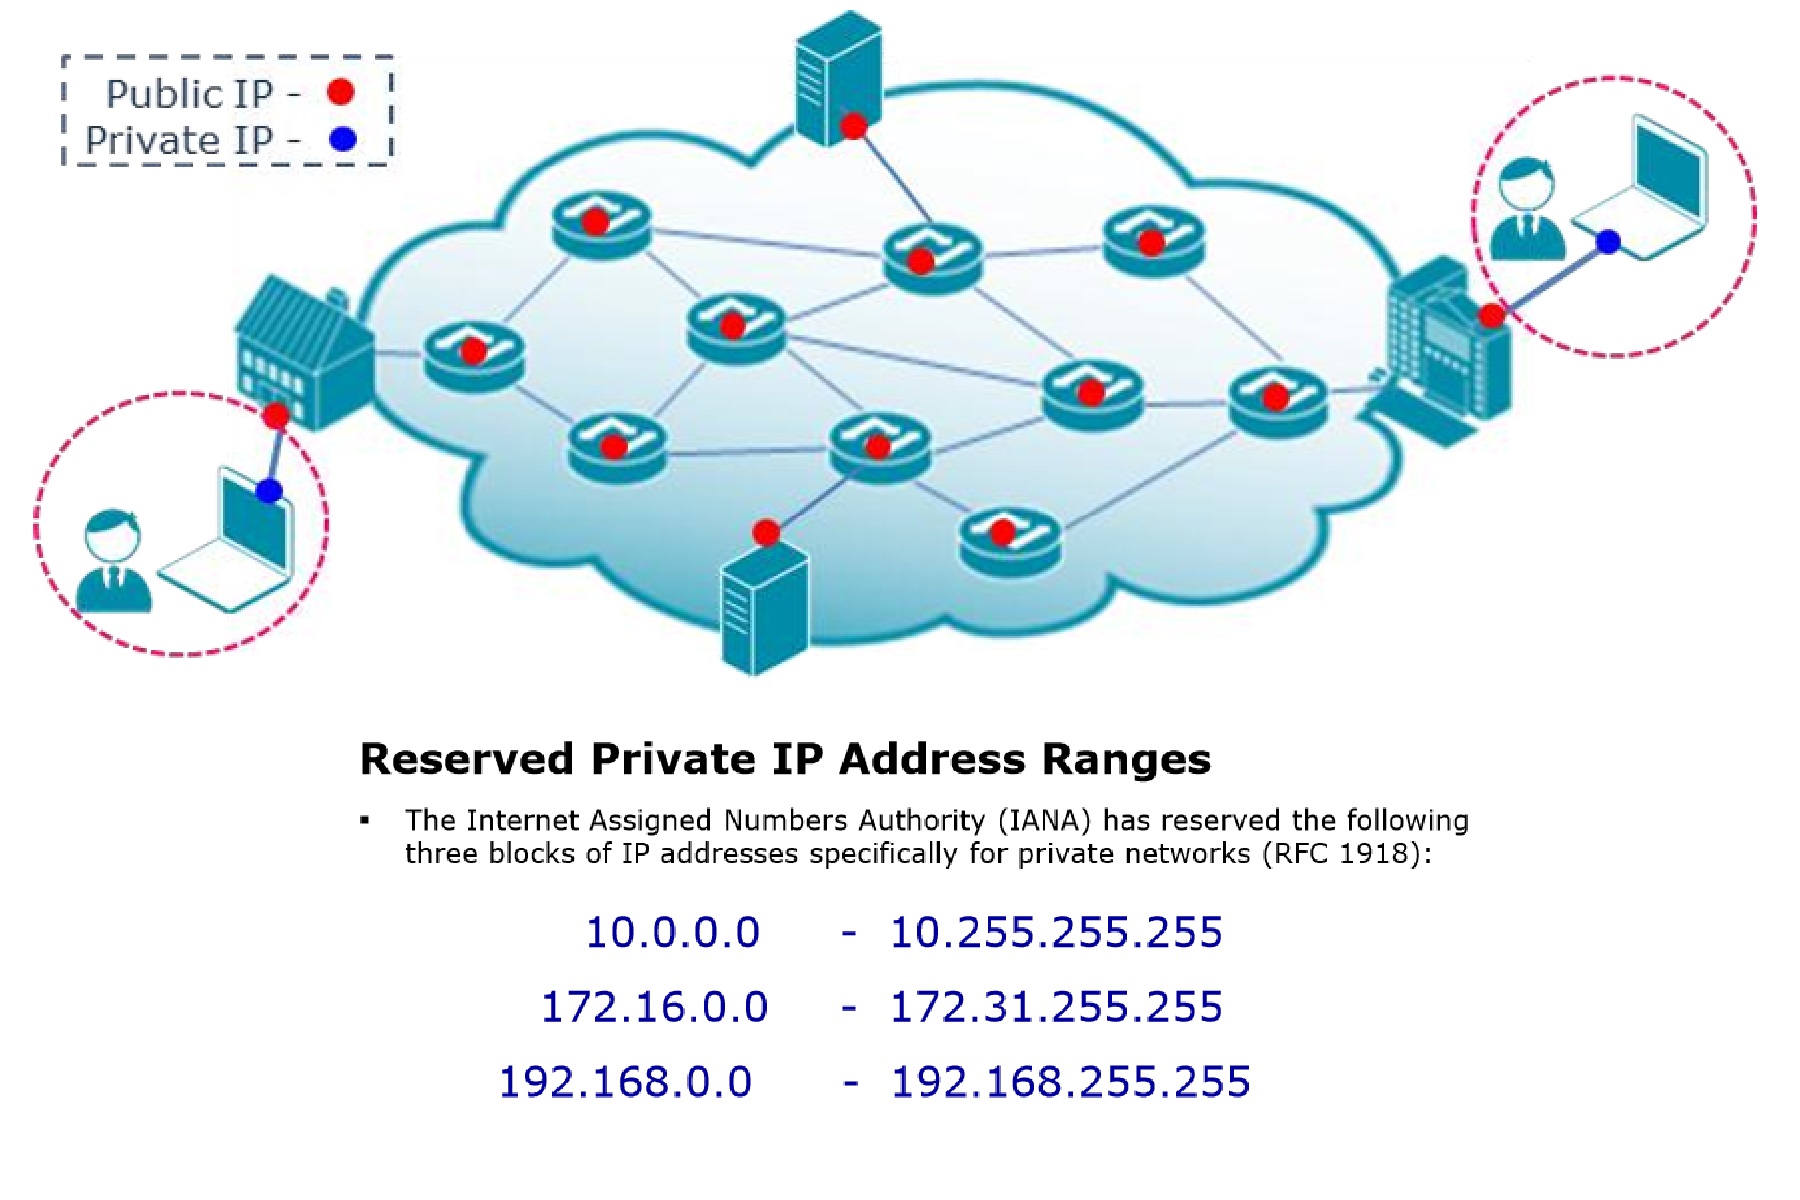 Public IP -
Private IP -
Reserved Private IP Address Ranges
▪ The Internet Assigned Numbers Authority (IANA) has reserved the following
three blocks of IP addresses specifically for private networks (RFC 1918):
10.0.0.0 - 10.255.255.255
172.16.0.0 - 172.31.255.255
192.168.0.0 - 192.168.255.255